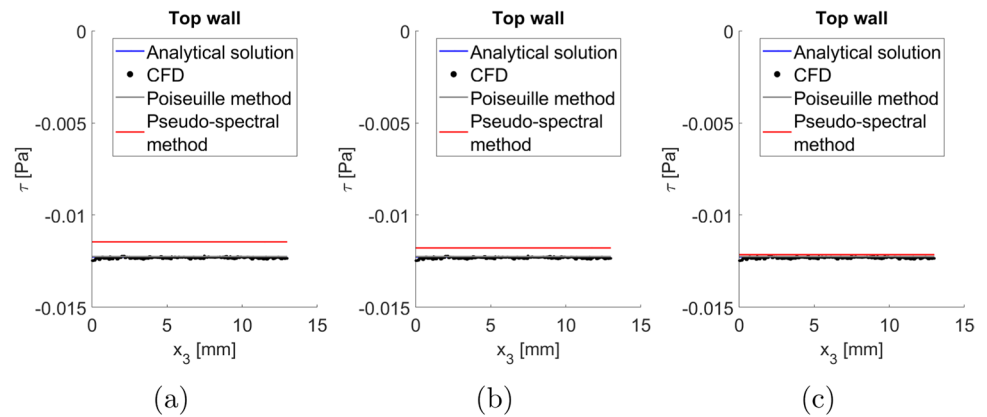 Top wall
0
-0.005
-0.01
-0.015
τ [Pa]
Analytical solution
CFD
Poiseuille method
Pseudo-spectral
method
0 5 10 15
x_3 [mm]
(a)
Top wall
0
-0.005
-0.01
-0.015
τ [Pa]
Analytical solution
CFD
Poiseuille method
Pseudo-spectral
method
0 5 10 15
x_3 [mm]
(b)
Top wall
0
-0.005
-0.01
-0.015
τ [Pa]
Analytical solution
CFD
Poiseuille method
Pseudo-spectral
method
0 5 10 15
x_3 [mm]
(c)